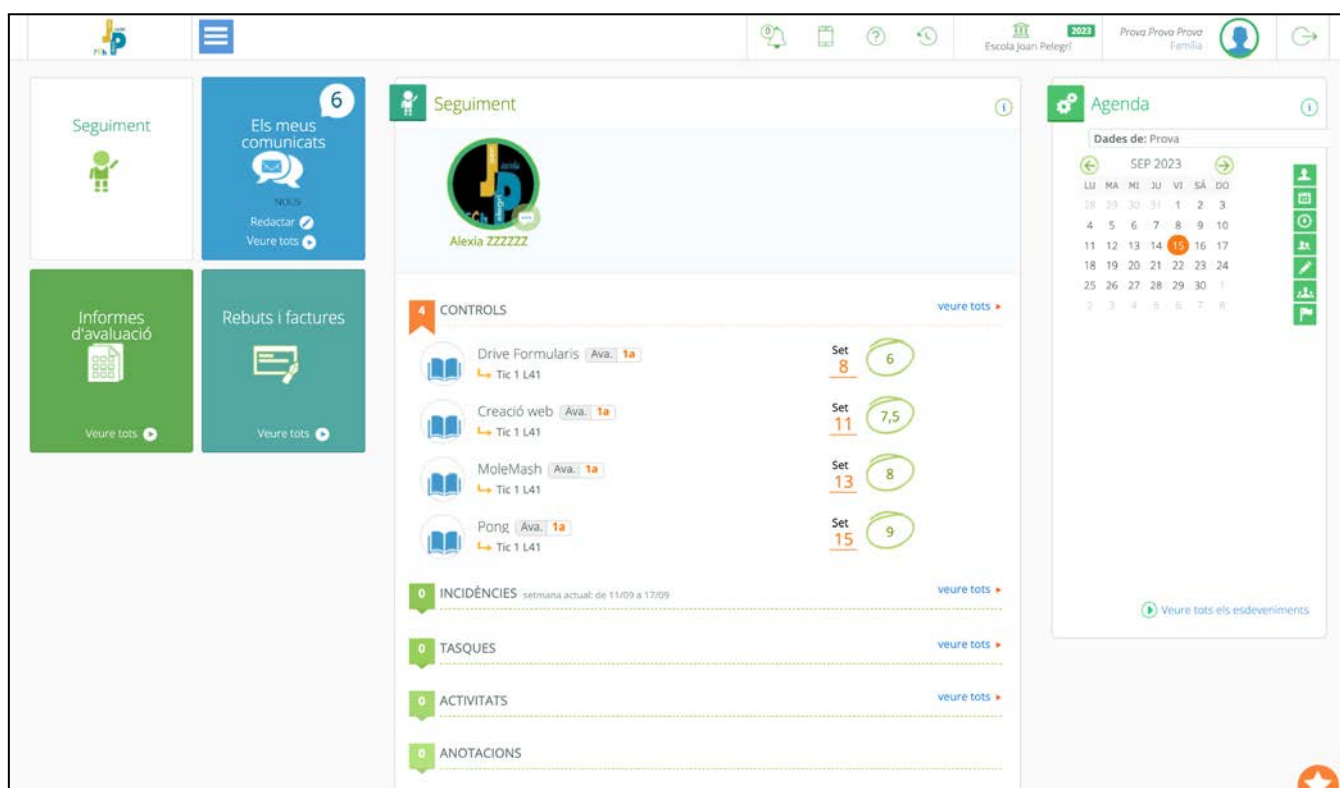 0
?
Escola Joan Pelegrí
2023
Prova Prova Prova
Família
Seguiment
6
Els meus
comunicats
NOUS
Redactar
Veure tots
Informes
d'avaluació
Veure tots
Rebuts i factures
Veure tots
Seguiment
i
JP
Alexia ZZZZZZ
4 CONTROLS veure tots
Drive Formularis Ava. 1a Set
Tic 1 L41 8 6
Creació web Ava. 1a Set
Tic 1 L41 11 7,5
MoleMash Ava. 1a Set
Tic 1 L41 13 8
Pong Ava. 1a Set
Tic 1 L41 15 9
0 INCIDÈNCIES setmana actual: de 11/09 a 17/09 veure tots
0 TASQUES veure tots
0 ACTIVITATS veure tots
0 ANOTACIONS
Agenda
i
Dades de: Prova
SEP 2023
LU MA MI JU VI SÁ DO
28 29 30 31 1 2 3
4 5 6 7 8 9 10
11 12 13 14 15 16 17
18 19 20 21 22 23 24
25 26 27 28 29 30 1
2 3 4 5 6 7 8
Veure tots els esdeveniments